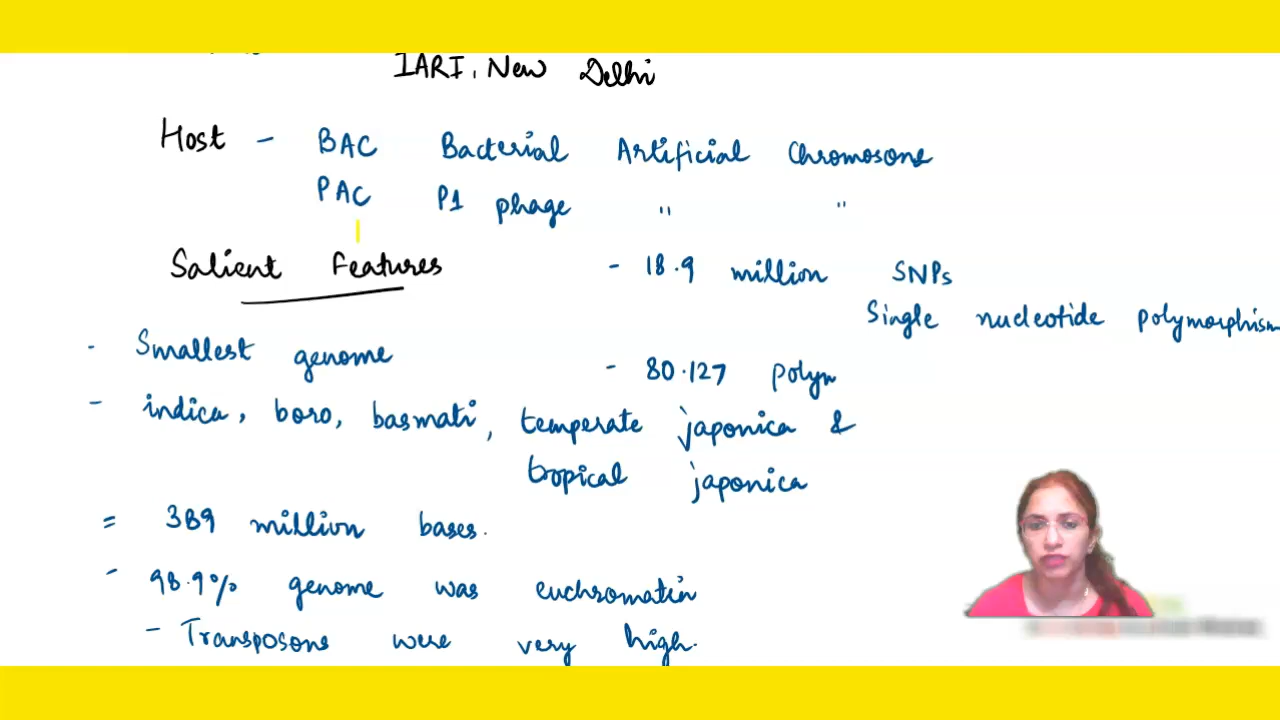 IARI, New Delhi
Host - BAC Bacterial Artificial Chromosone
PAC P1 phage " "
Salient Features
- Smallest genome
- indica, boro, basmati, temperate japonica &
tropical japonica
= 389 million bases.
- 98.9% genome was euchromatin
- Transposons were very high.
- 18.9 million SNPs
Single nucleotide polymorphism
- 80.127 polym